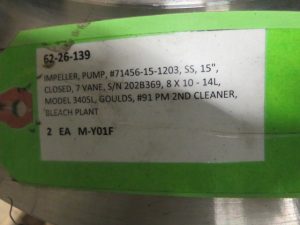 62-26-139
IMPELLER, PUMP, #71456-15-1203, SS, 15",
CLOSED, 7 VANE, S/N 202B369, 8 X 10 - 14L,
MODEL 340SL, GOULDS, #91 PM 2ND CLEANER,
BLEACH PLANT
2 EA M-Y01F